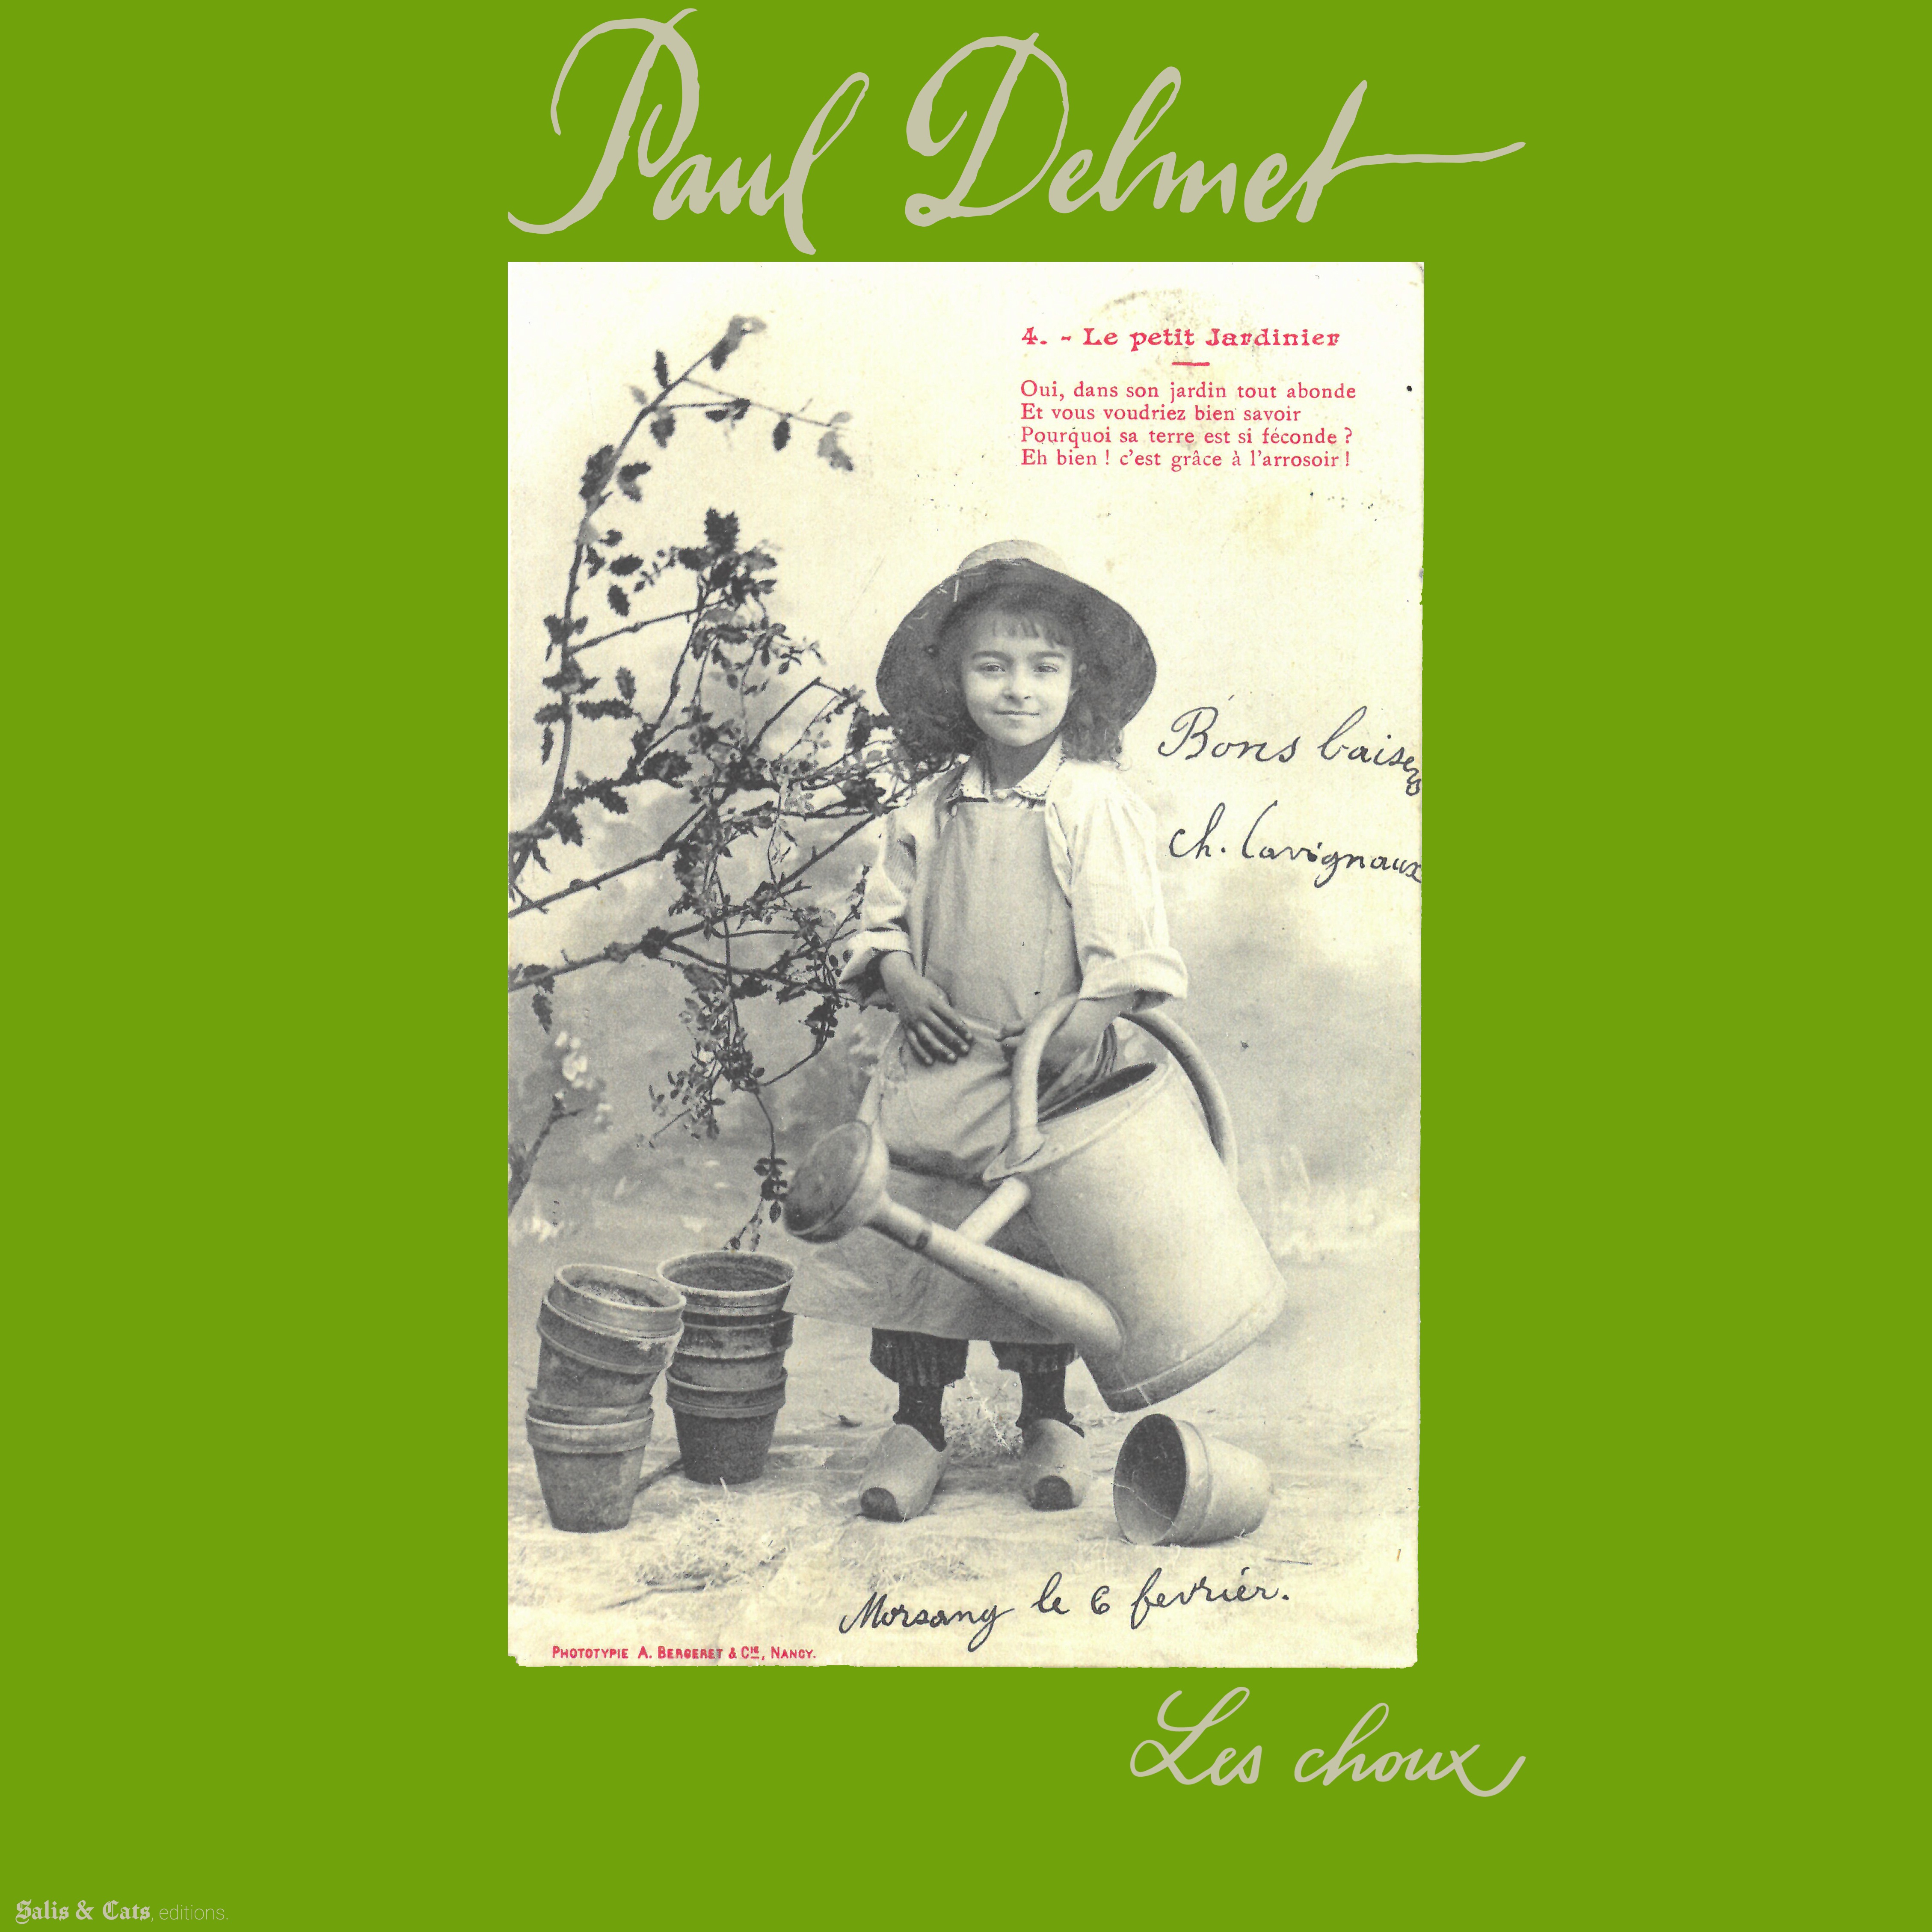 Paul Delmet
4. - Le petit Jardinier
Oui, dans son jardin tout abonde
Et vous voudriez bien savoir
Pourquoi sa terre est si féconde ?
Eh bien ! c'est grâce à l'arrosoir !
Bons baisers
Ch. Lavignaux
Morsang le 6 fevrier.
PHOTOTYPIE A. BERGERET & CIE, NANCY.
Les choux
Salis & Cats, editions.